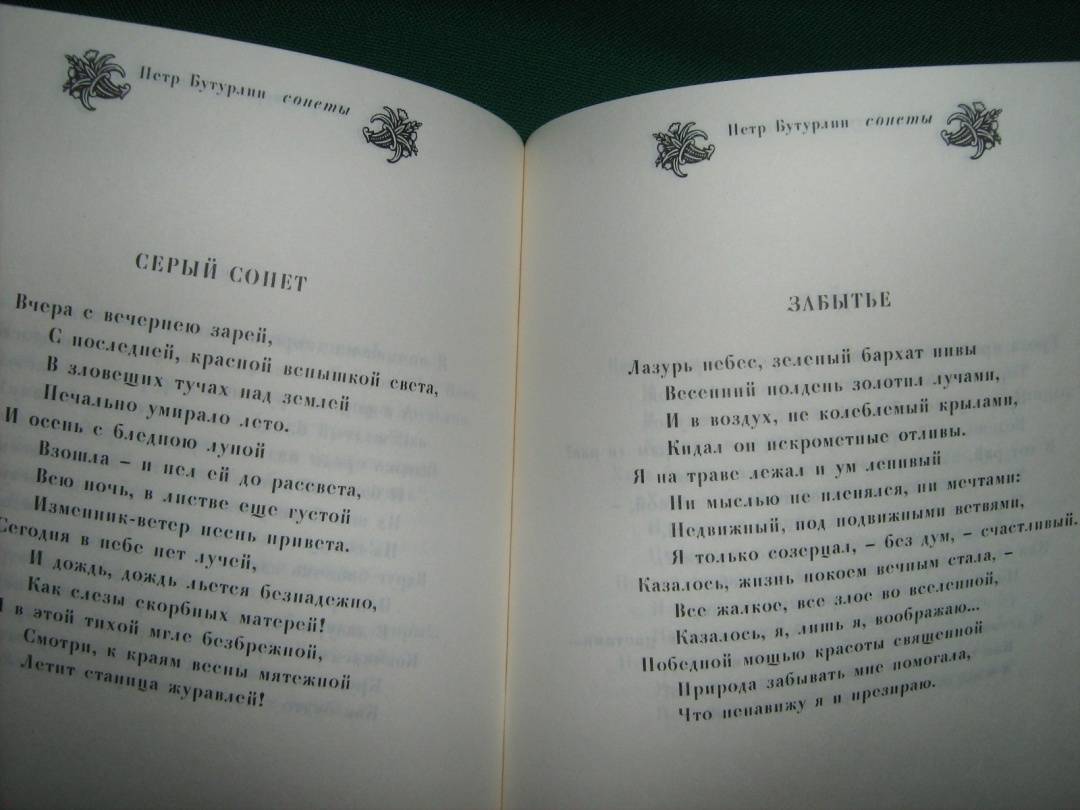 Петр Бутурлин сонеты
СЕРЫЙ СОНЕТ
Вчера с вечернею зарей,
С последней, красной вспышкой света,
В зловещих тучах над землей
Печально умирало лето.
И осень с бледною луной
Взошла – и пел ей до рассвета,
Всю ночь, в листве еще густой
Изменник-ветер песнь привета.
Сегодня в небе нет лучей,
И дождь, дождь льется безнадежно,
Как слезы скорбных матерей!
И в этой тихой мгле безбрежной,
Смотри, к краям весны мятежной
Летит станица журавлей!
Петр Бутурлин сонеты
ЗАБЫТЬЕ
Лазурь небес, зеленый бархат нивы
Весенний полдень золотил лучами,
И в воздух, не колеблемый крылами,
Кидал он искрометные отливы.
Я на траве лежал и ум ленивый
Ни мыслью не пленялся, ни мечтами:
Недвижный, под подвижными ветвями,
Я только созерцал, – без дум, – счастливый.
Казалось, жизнь покоем вечным стала, –
Все жалкое, все злое во вселенной,
Казалось, я, лишь я, воображаю...
Победной мощью красоты священной
Природа забывать мне помогала,
Что ненавижу я и презираю.